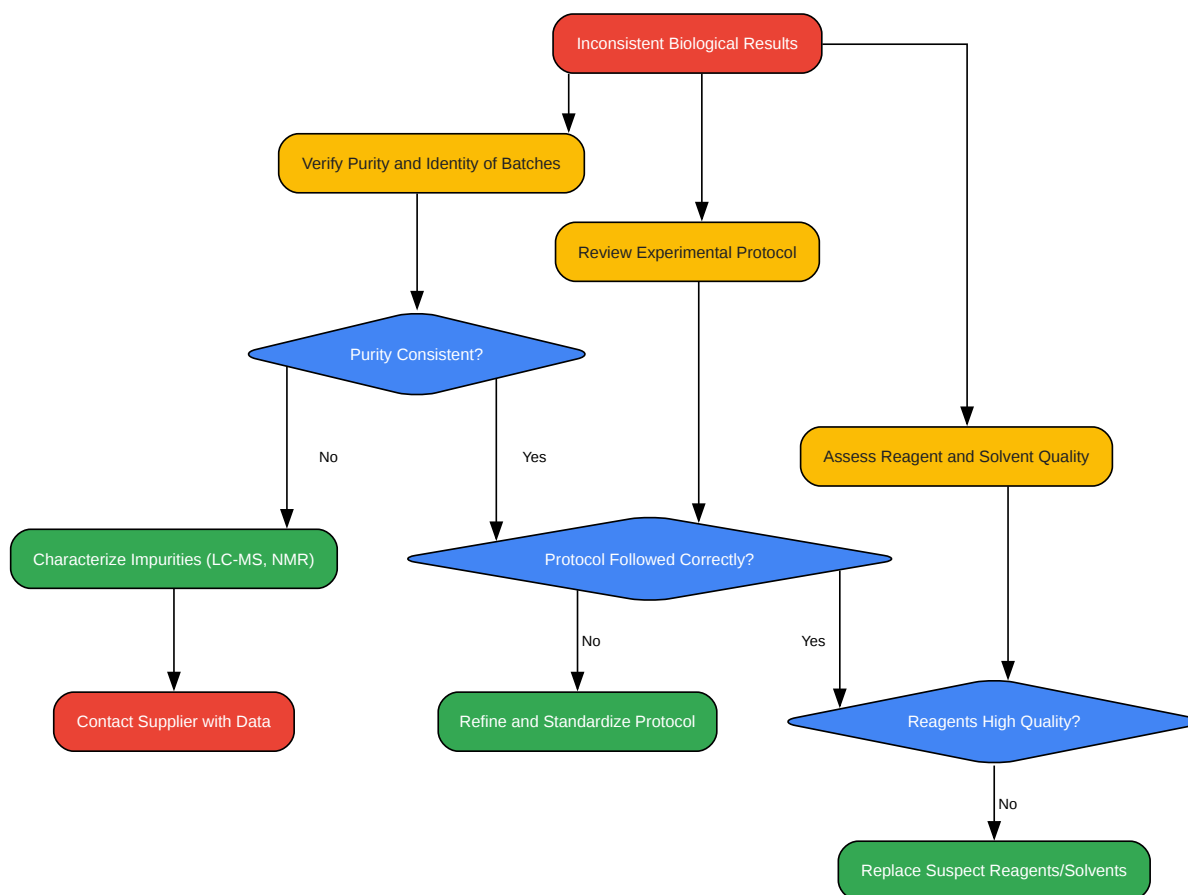 Inconsistent Biological Results
Verify Purity and Identity of Batches
Review Experimental Protocol
Purity Consistent?
No
Yes
Assess Reagent and Solvent Quality
Characterize Impurities (LC-MS, NMR)
Protocol Followed Correctly?
No
Yes
Contact Supplier with Data
Refine and Standardize Protocol
Reagents High Quality?
No
Replace Suspect Reagents/Solvents